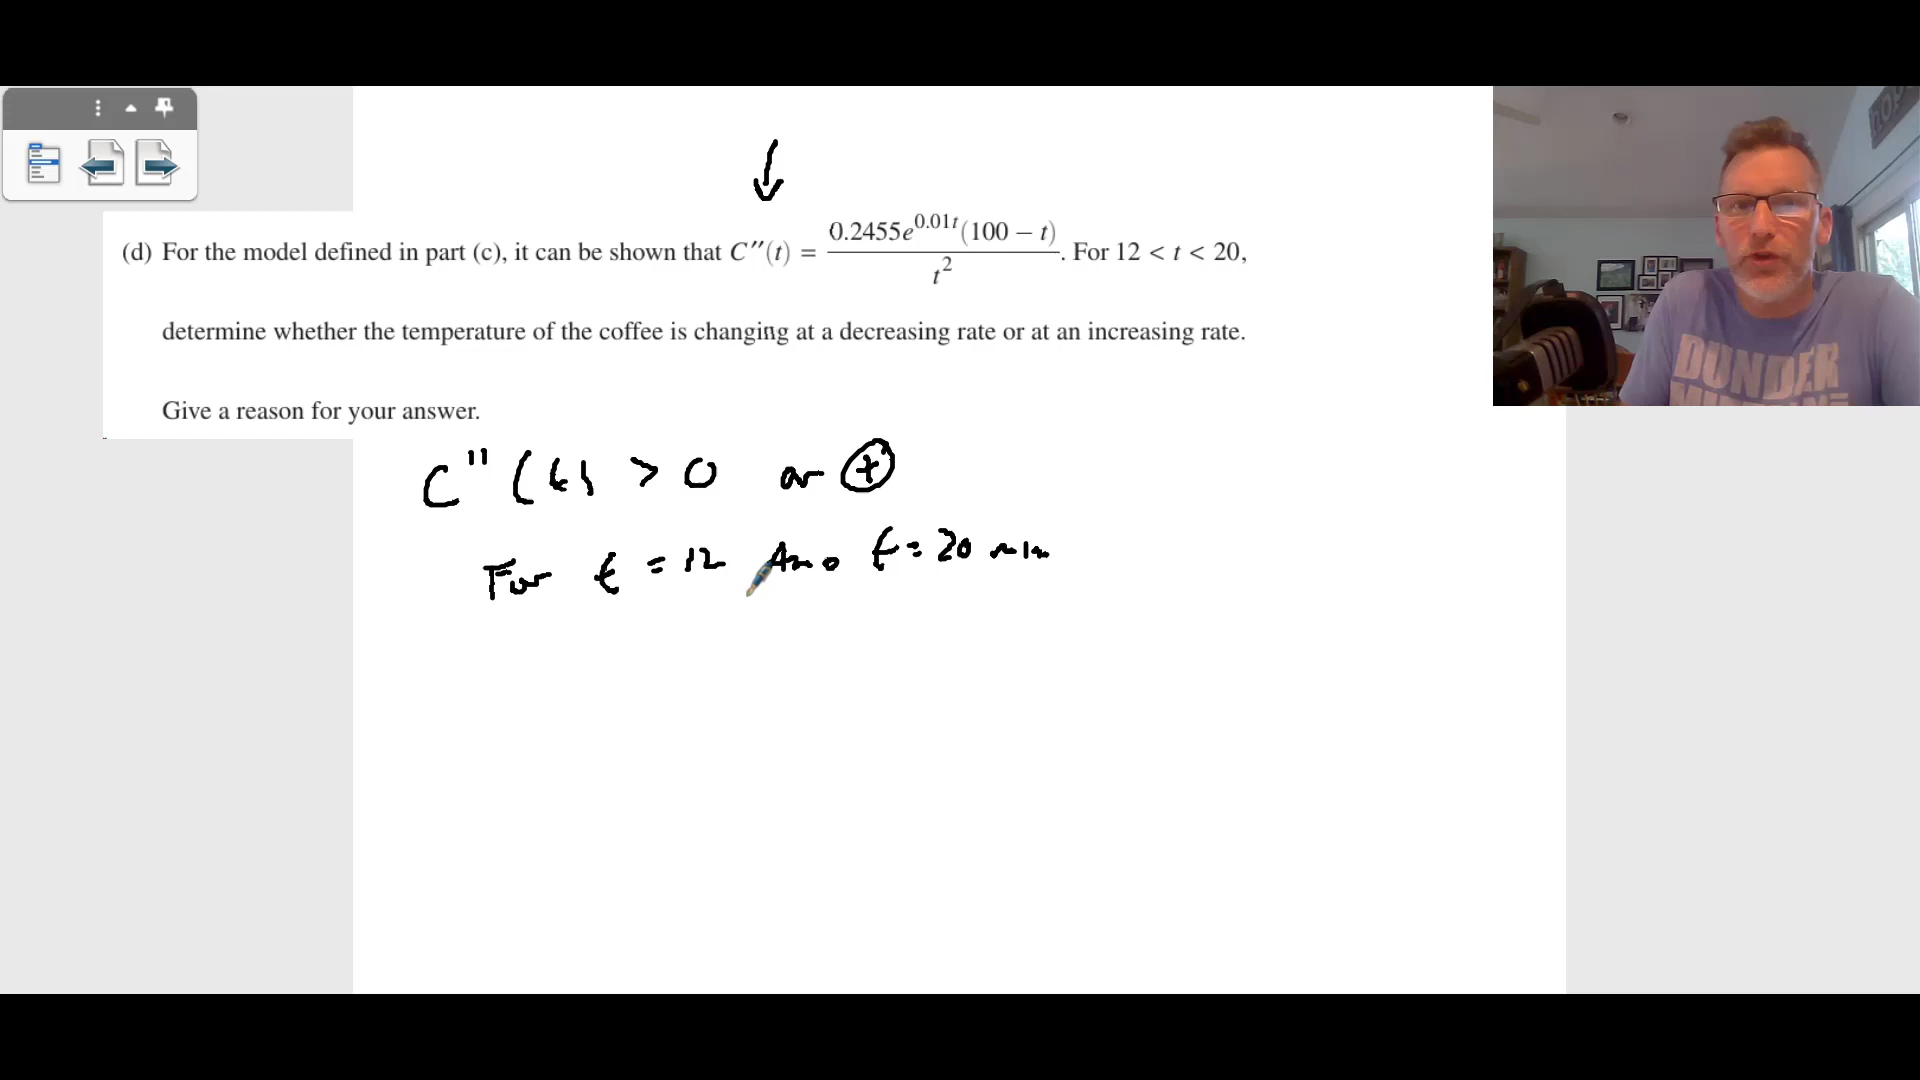 (d) For the model defined in part (c), it can be shown that C″(t) = 0.2455e^{0.01t}(100 − t) / t^2. For 12 < t < 20,
determine whether the temperature of the coffee is changing at a decreasing rate or at an increasing rate.
Give a reason for your answer.
C″(t) > 0 or +
For t = 12 And t = 20 min
DUNDER